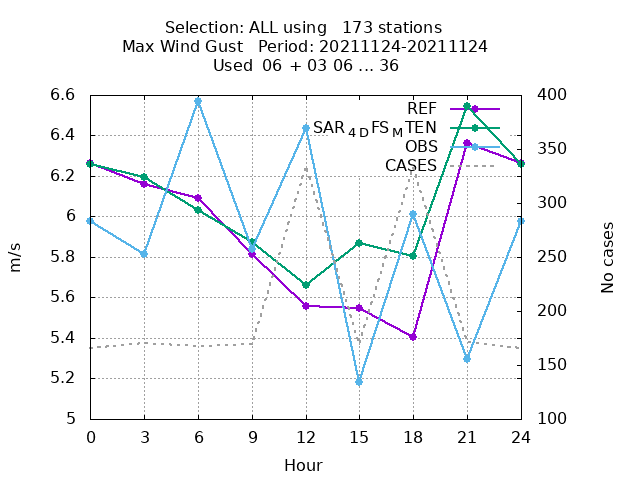 Selection: ALL using   173 stations
Max Wind Gust   Period: 20211124-20211124
Used  06 + 03 06 ... 36
6.6
6.4
6.2
6
5.8
5.6
5.4
5.2
5
400
350
300
250
200
150
100
0 3 6 9 12 15 18 21 24
m/s
No cases
Hour
REF
SAR4DFSMTEN
OBS
CASES